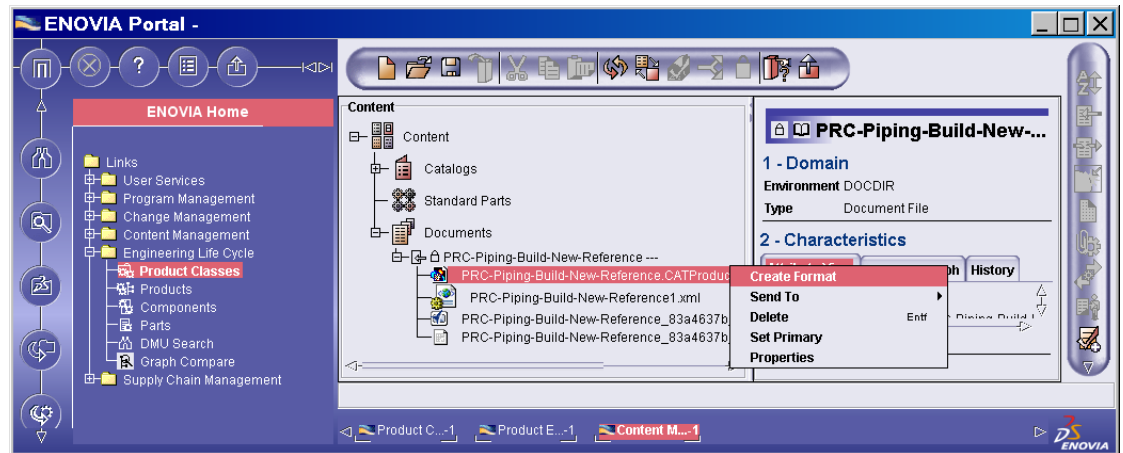 ENOVIA Portal -
ENOVIA Home
Links
User Services
Program Management
Change Management
Content Management
Engineering Life Cycle
Product Classes
Products
Components
Parts
DMU Search
Graph Compare
Supply Chain Management
Content
Content
Catalogs
Standard Parts
Documents
PRC-Piping-Build-New-Reference ---
PRC-Piping-Build-New-Reference.CATProduc
PRC-Piping-Build-New-Reference1.xml
PRC-Piping-Build-New-Reference_83a4637b
PRC-Piping-Build-New-Reference_83a4637b
Create Format
Send To
Delete Entf
Set Primary
Properties
PRC-Piping-Build-New-...
1 - Domain
Environment DOCDIR
Type Document File
2 - Characteristics
History
Product C...-1 Product E...-1 Content M...-1
ENOVIA